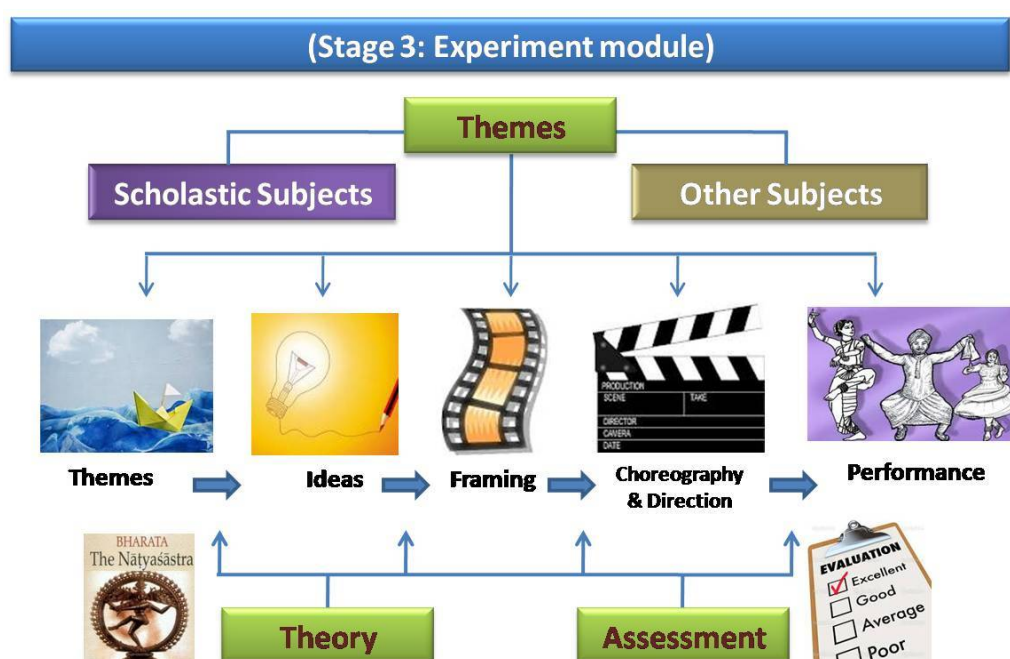 (Stage 3: Experiment module)
Themes
Scholastic Subjects
Other Subjects
PRODUCTION
SCENE
TAKE
DIRECTOR
CAMERA
DATE
Themes
Ideas
Framing
Choreography
& Direction
Performance
BHARATA
The Nāṭyaśāstra
EVALUATION
Excellent
Good
Average
Poor
Theory
Assessment